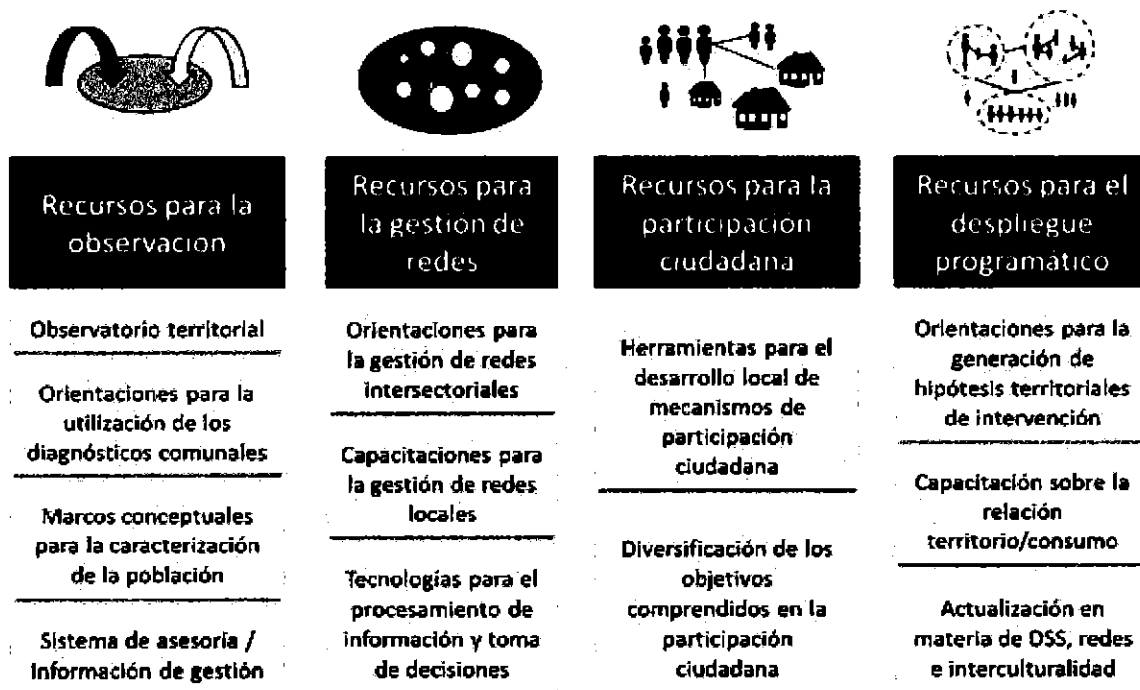 Recursos para la
observacion
Observatorio territorial
Orientaciones para la
utilización de los
diagnósticos comunales
Marcos conceptuales
para la caracterización
de la población
Sistema de asesoría /
Información de gestión
Recursos para
la gestión de
redes
Orientaciones para
la gestión de redes
intersectoriales
Capacitaciones para
la gestión de redes
locales
Tecnologías para el
procesamiento de
información y toma
de decisiones
Recursos para la
participación
ciudadana
Herramientas para el
desarrollo local de
mecanismos de
participación
ciudadana
Diversificación de los
objetivos
comprendidos en la
participación
ciudadana
Recursos para el
despliegue
programático
Orientaciones para la
generación de
hipótesis territoriales
de intervención
Capacitación sobre la
relación
territorio/consumo
Actualización en
materia de DSS, redes
e interculturalidad